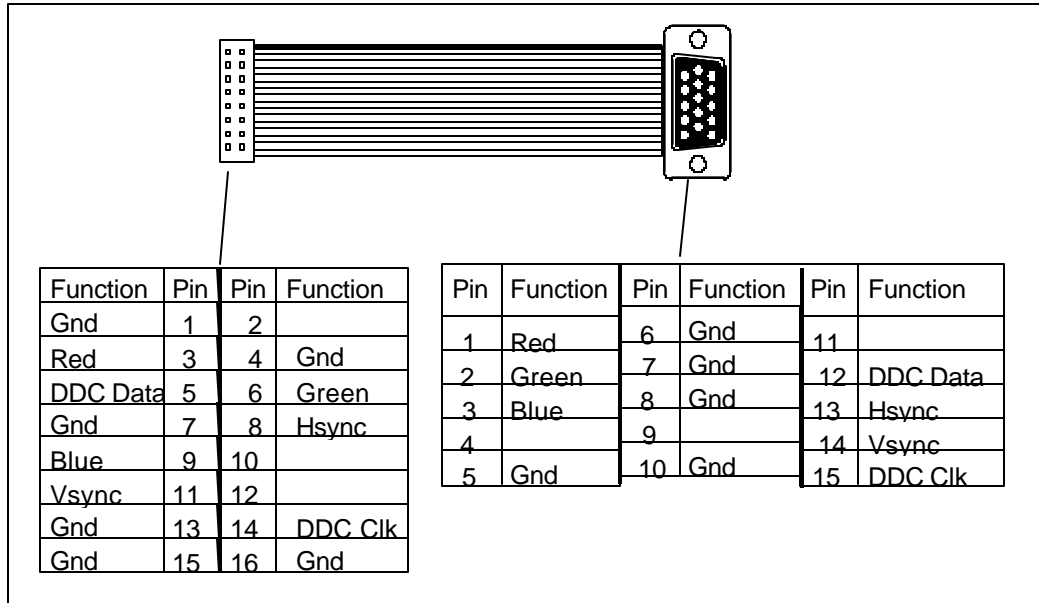 Function Pin Pin Function
Gnd 1 2
Red 3 4 Gnd
DDC Data 5 6 Green
Gnd 7 8 Hsync
Blue 9 10
Vsync 11 12
Gnd 13 14 DDC Clk
Gnd 15 16 Gnd
Pin Function Pin Function Pin Function
1 Red 6 Gnd 11
2 Green 7 Gnd 12 DDC Data
3 Blue 8 Gnd 13 Hsync
4 9 14 Vsync
5 Gnd 10 Gnd 15 DDC Clk